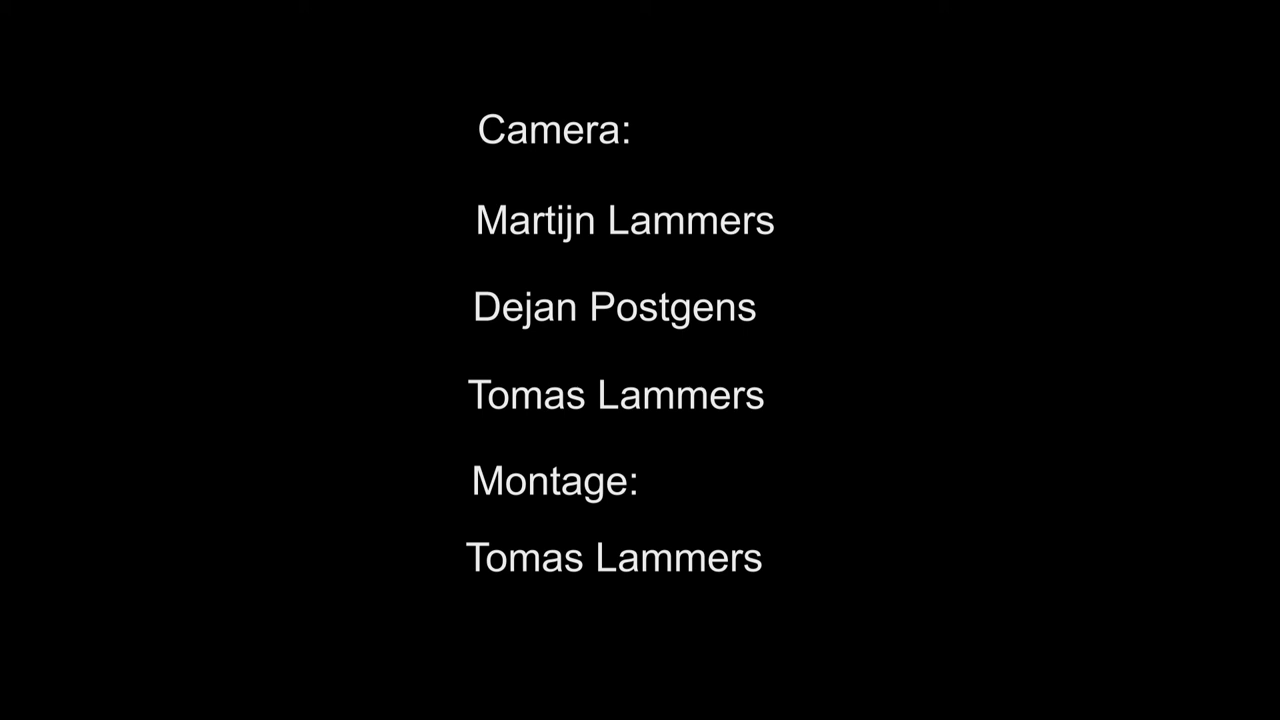 Camera:
Martijn Lammers
Dejan Postgens
Tomas Lammers
Montage:
Tomas Lammers